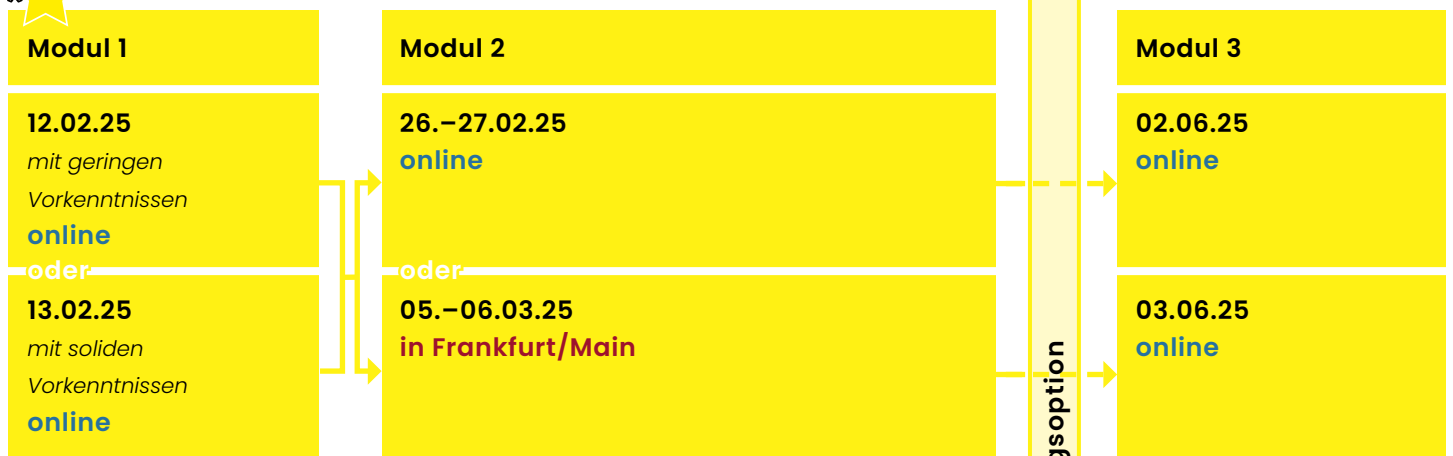 Modul 1
12.02.25
mit geringen
Vorkenntnissen
online
oder
13.02.25
mit soliden
Vorkenntnissen
online
Modul 2
26.–27.02.25
online
oder
05.–06.03.25
in Frankfurt/Main
gsoption
Modul 3
02.06.25
online
03.06.25
online